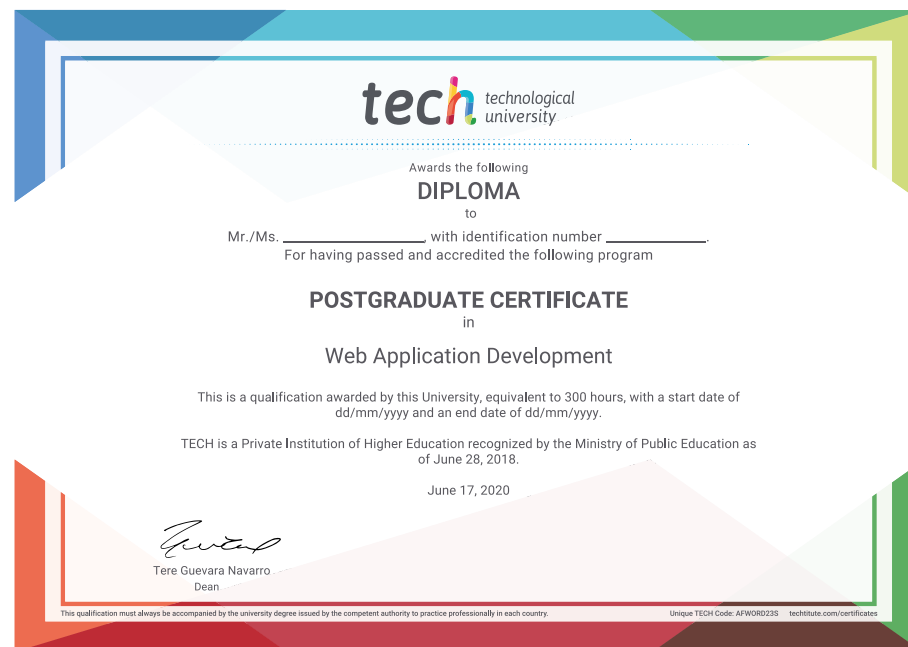 tech technological
university
Awards the following
DIPLOMA
to
Mr./Ms. ____________________, with identification number ______________.
For having passed and accredited the following program
POSTGRADUATE CERTIFICATE
in
Web Application Development
This is a qualification awarded by this University, equivalent to 300 hours, with a start date of
dd/mm/yyyy and an end date of dd/mm/yyyy.
TECH is a Private Institution of Higher Education recognized by the Ministry of Public Education as
of June 28, 2018.
June 17, 2020
Tere Guevara Navarro
Dean
This qualification must always be accompanied by the university degree issued by the competent authority to practice professionally in each country.
Unique TECH Code: AFWORD23S techtitute.com/certificates